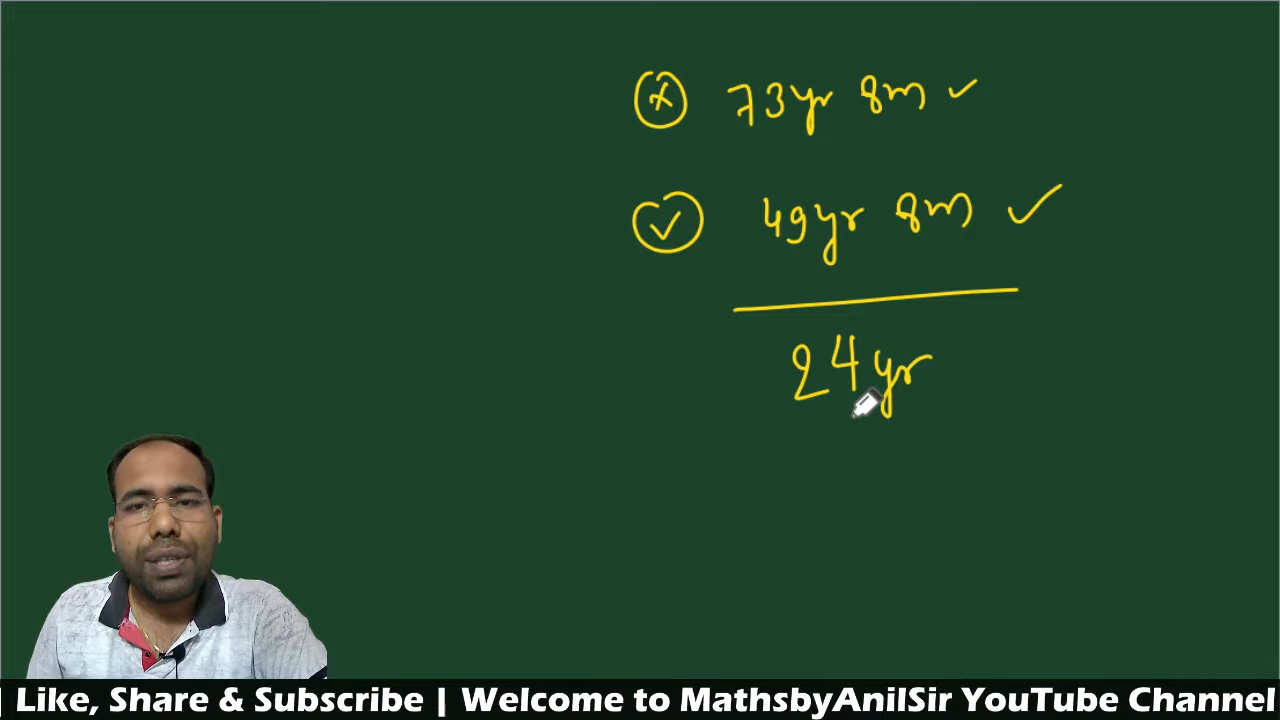 x 73yr 8m ✓
✓ 49yr 8m ✓
24yr
Like, Share & Subscribe | Welcome to MathsbyAnilSir YouTube Channel